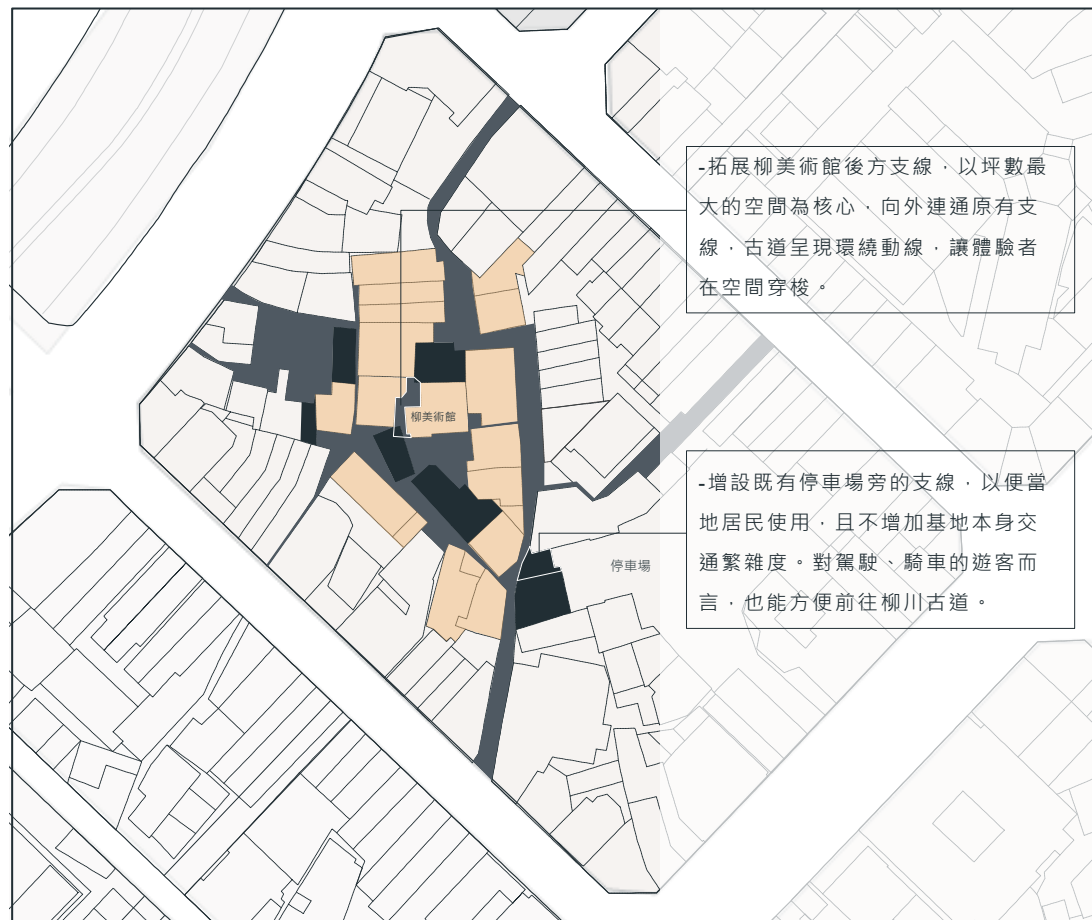 -拓展柳美術館後方支線，以坪數最
大的空間為核心，向外連通原有支
線，古道呈現環繞動線，讓體驗者
在空間穿梭。
柳美術館
-增設既有停車場旁的支線，以便當
地居民使用，且不增加基地本身交
通繁雜度。對駕駛、騎車的遊客而
言，也能方便前往柳川古道。
停車場